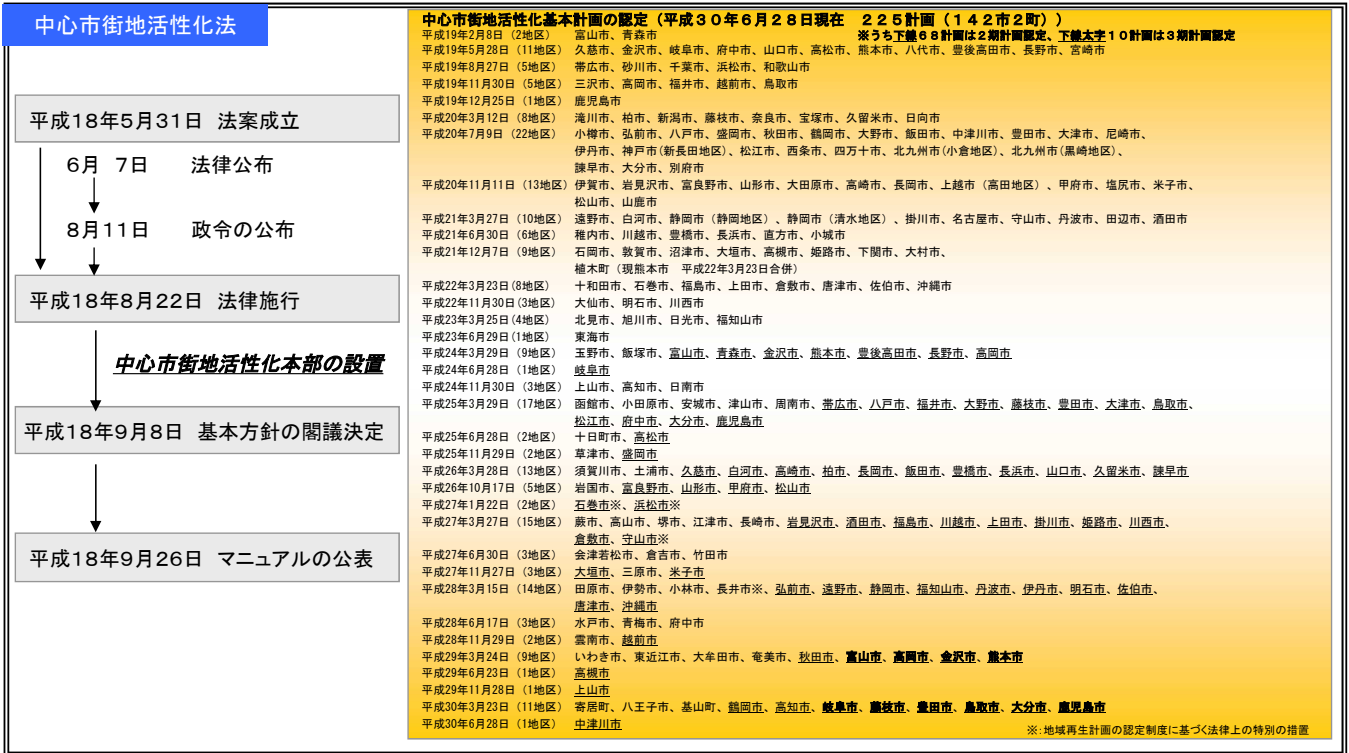 中心市街地活性化法
平成18年5月31日 法案成立
6月 7日 法律公布
8月11日 政令の公布
平成18年8月22日 法律施行
中心市街地活性化本部の設置
平成18年9月8日 基本方針の閣議決定
平成18年9月26日 マニュアルの公表
中心市街地活性化基本計画の認定（平成３０年６月２８日現在　２２５計画（１４２市２町））
※うち下線６８計画は２期計画認定、下線太字１０計画は３期計画認定
平成19年2月8日（2地区） 富山市、青森市
平成19年5月28日（11地区） 久慈市、金沢市、岐阜市、府中市、山口市、高松市、熊本市、八代市、豊後高田市、長野市、宮崎市
平成19年8月27日（5地区） 帯広市、砂川市、千葉市、浜松市、和歌山市
平成19年11月30日（5地区） 三沢市、高岡市、福井市、越前市、鳥取市
平成19年12月25日（1地区） 鹿児島市
平成20年3月12日（8地区） 滝川市、柏市、新潟市、藤枝市、奈良市、宝塚市、久留米市、日向市
平成20年7月9日（22地区） 小樽市、弘前市、八戸市、盛岡市、秋田市、鶴岡市、大野市、飯田市、中津川市、豊田市、大津市、尼崎市、
伊丹市、神戸市(新長田地区)、松江市、西条市、四万十市、北九州市(小倉地区)、北九州市(黒崎地区)、
諫早市、大分市、別府市
平成20年11月11日（13地区） 伊賀市、岩見沢市、富良野市、山形市、大田原市、高崎市、長岡市、上越市（高田地区）、甲府市、塩尻市、米子市、
松山市、山鹿市
平成21年3月27日（10地区） 遠野市、白河市、静岡市（静岡地区）、静岡市（清水地区）、掛川市、名古屋市、守山市、丹波市、田辺市、酒田市
平成21年6月30日（6地区） 稚内市、川越市、豊橋市、長浜市、直方市、小城市
平成21年12月7日（9地区） 石岡市、敦賀市、沼津市、大垣市、高槻市、姫路市、下関市、大村市、
植木町（現熊本市　平成22年3月23日合併）
平成22年3月23日(8地区) 十和田市、石巻市、福島市、上田市、倉敷市、唐津市、佐伯市、沖縄市
平成22年11月30日(3地区) 大仙市、明石市、川西市
平成23年3月25日(4地区) 北見市、旭川市、日光市、福知山市
平成23年6月29日(1地区) 東海市
平成24年3月29日（9地区） 玉野市、飯塚市、富山市、青森市、金沢市、熊本市、豊後高田市、長野市、高岡市
平成24年6月28日（1地区） 岐阜市
平成24年11月30日（3地区） 上山市、高知市、日南市
平成25年3月29日（17地区） 函館市、小田原市、安城市、津山市、周南市、帯広市、八戸市、福井市、大野市、藤枝市、豊田市、大津市、鳥取市、
松江市、府中市、大分市、鹿児島市
平成25年6月28日（2地区） 十日町市、高松市
平成25年11月29日（2地区） 草津市、盛岡市
平成26年3月28日（13地区） 須賀川市、土浦市、久慈市、白河市、高崎市、柏市、長岡市、飯田市、豊橋市、長浜市、山口市、久留米市、諫早市
平成26年10月17日（5地区） 岩国市、富良野市、山形市、甲府市、松山市
平成27年1月22日（2地区） 石巻市※、浜松市※
平成27年3月27日（15地区） 蕨市、高山市、堺市、江津市、長崎市、岩見沢市、酒田市、福島市、川越市、上田市、掛川市、姫路市、川西市、
倉敷市、守山市※
平成27年6月30日（3地区） 会津若松市、倉吉市、竹田市
平成27年11月27日（3地区） 大垣市、三原市、米子市
平成28年3月15日（14地区） 田原市、伊勢市、小林市、長井市※、弘前市、遠野市、静岡市、福知山市、丹波市、伊丹市、明石市、佐伯市、
唐津市、沖縄市
平成28年6月17日（3地区） 水戸市、青梅市、府中市
平成28年11月29日（2地区） 雲南市、越前市
平成29年3月24日（9地区） いわき市、東近江市、大牟田市、奄美市、秋田市、富山市、高岡市、金沢市、熊本市
平成29年6月23日（1地区） 高槻市
平成29年11月28日（1地区） 上山市
平成30年3月23日（11地区） 寄居町、八王子市、基山町、鶴岡市、高知市、岐阜市、藤枝市、豊田市、鳥取市、大分市、鹿児島市
平成30年6月28日（1地区） 中津川市
※:地域再生計画の認定制度に基づく法律上の特別の措置